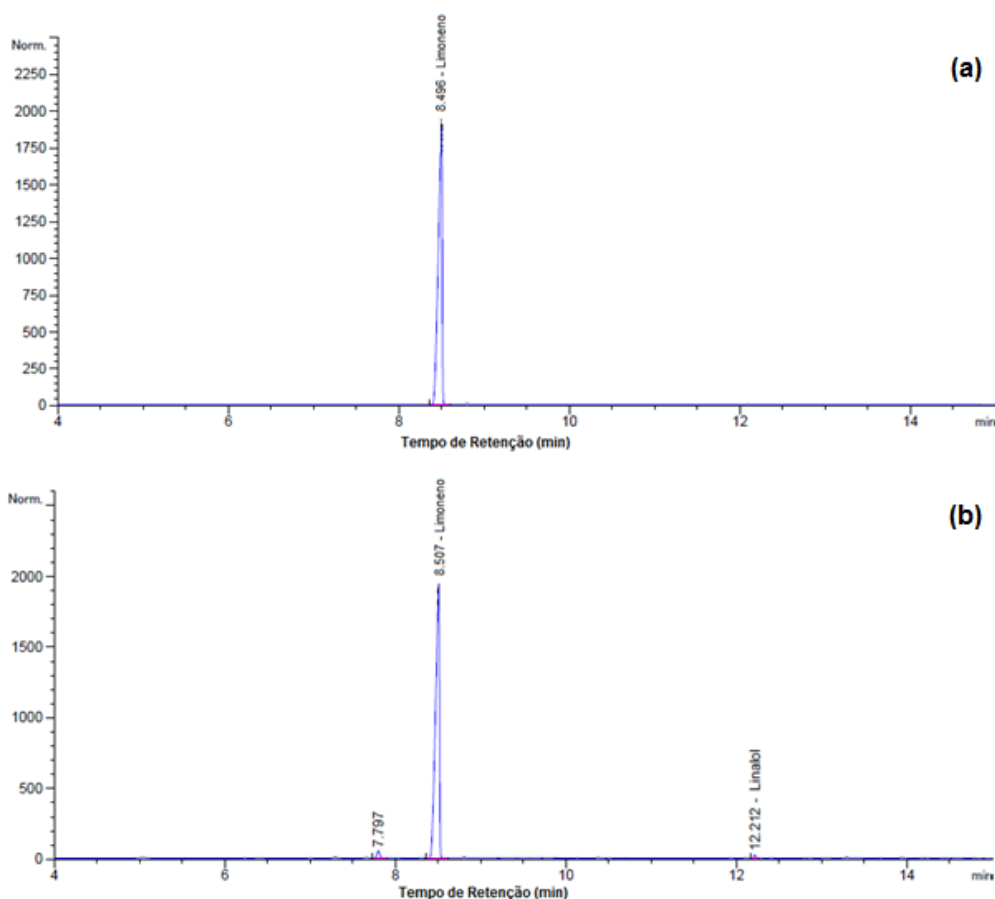 Norm.
(a)
8.496 - Limoneno
2250
2000
1750
1500
1250
1000
750
500
250
0
4 6 8 10 12 14 min
Tempo de Retenção (min)
Norm.
(b)
8.507 - Limoneno
2000
1500
1000
500
7.797
12.212 - Linalol
0
4 6 8 10 12 14 min
Tempo de Retenção (min)